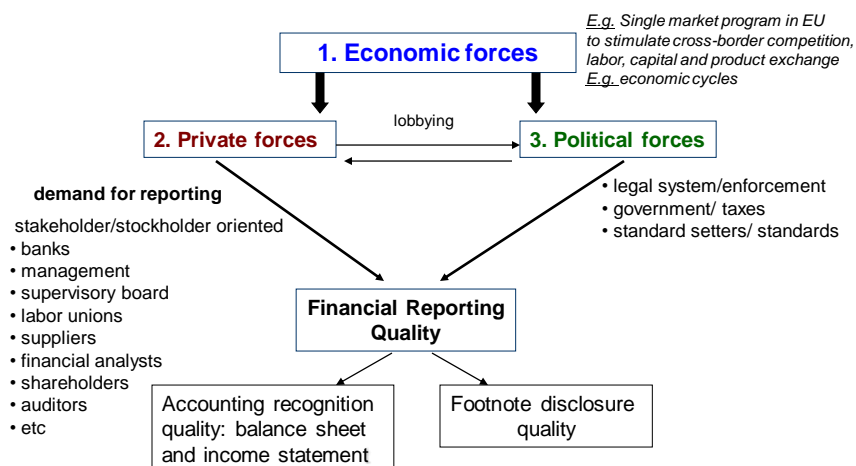 1. Economic forces
E.g. Single market program in EU
to stimulate cross-border competition,
labor, capital and product exchange
E.g. economic cycles
2. Private forces
lobbying
3. Political forces
demand for reporting
stakeholder/stockholder oriented
• banks
• management
• supervisory board
• labor unions
• suppliers
• financial analysts
• shareholders
• auditors
• etc
• legal system/enforcement
• government/ taxes
• standard setters/ standards
Financial Reporting
Quality
Accounting recognition
quality: balance sheet
and income statement
Footnote disclosure
quality